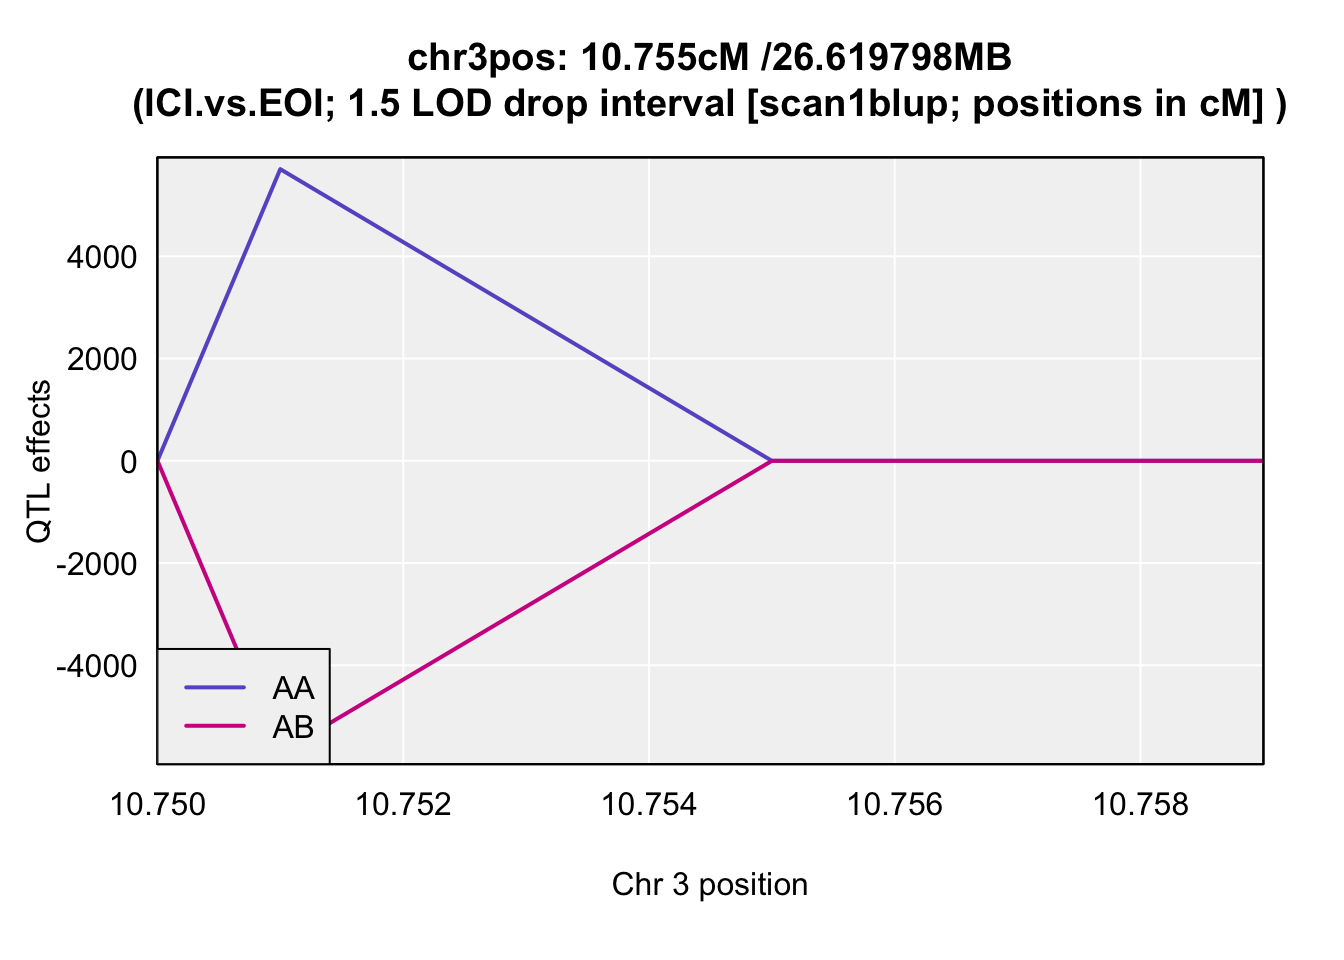 chr3pos: 10.755cM /26.619798MB
(ICI.vs.EOI; 1.5 LOD drop interval [scan1blup; positions in cM] )
QTL effects
4000
2000
0
-2000
-4000
AA
AB
10.750 10.752 10.754 10.756 10.758
Chr 3 position